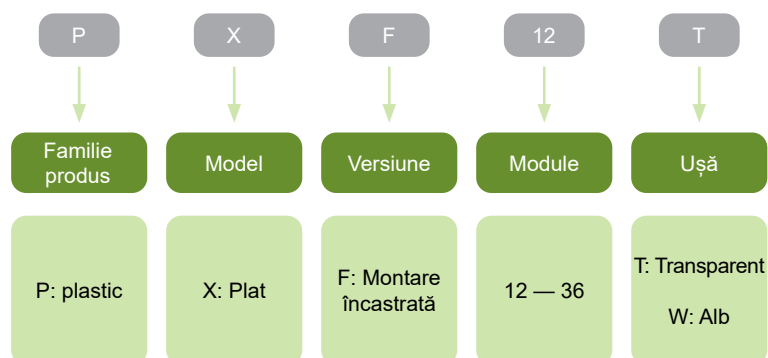 P
X
F
12
T
Familie
produs
Model
Versiune
Module
Ușă
P: plastic
X: Plat
F: Montare
încastrată
12 — 36
T: Transparent
W: Alb